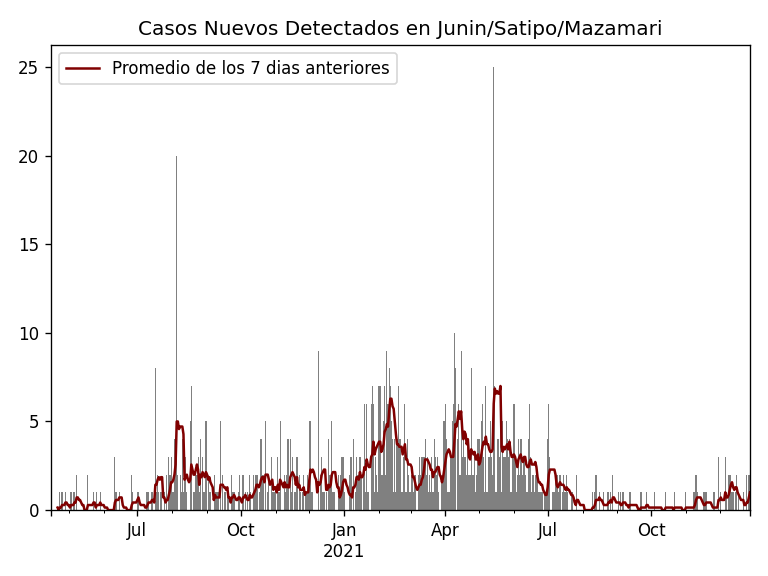 Casos Nuevos Detectados en Junin/Satipo/Mazamari
Promedio de los 7 dias anteriores
25
20
15
10
5
0
Jul
Oct
Jan
2021
Apr
Jul
Oct